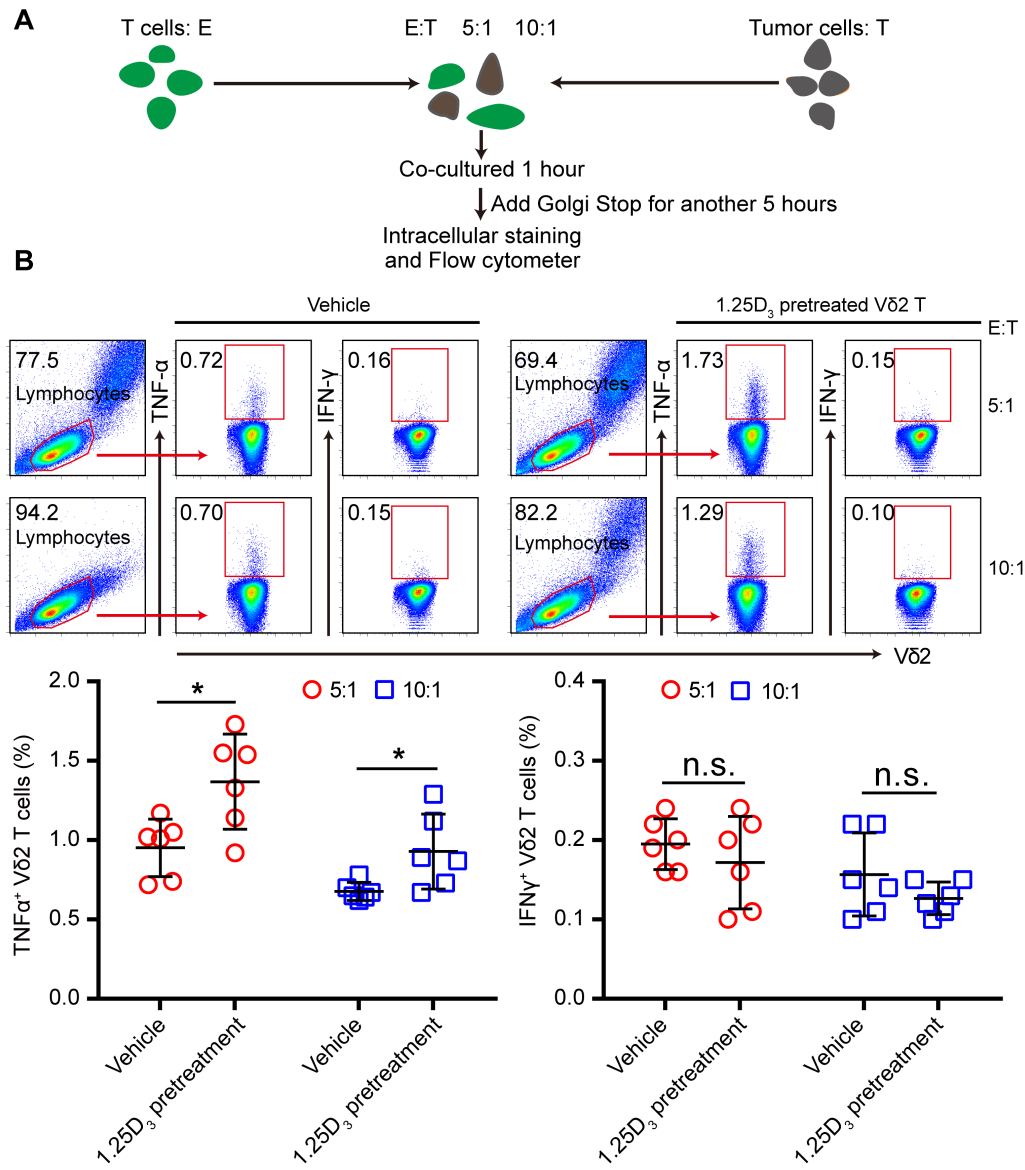 A
T cells: E
E:T 5:1 10:1
Tumor cells: T
Co-cultured 1 hour
Add Golgi Stop for another 5 hours
Intracellular staining
and Flow cytometer
B
Vehicle
1.25D₃ pretreated Vδ2 T
E:T
77.5
Lymphocytes
TNF-α
0.72
IFN-γ
0.16
69.4
Lymphocytes
TNF-α
1.73
IFN-γ
0.15
5:1
94.2
Lymphocytes
0.70
0.15
82.2
Lymphocytes
1.29
0.10
10:1
Vδ2
TNFα⁺ Vδ2 T cells (%)
2.0
1.5
1.0
0.5
0.0
5:1 10:1
*
*
Vehicle
1.25D₃ pretreatment
Vehicle
1.25D₃ pretreatment
IFNγ⁺ Vδ2 T cells (%)
0.4
0.3
0.2
0.1
0.0
5:1 10:1
n.s.
n.s.
Vehicle
1.25D₃ pretreatment
Vehicle
1.25D₃ pretreatment